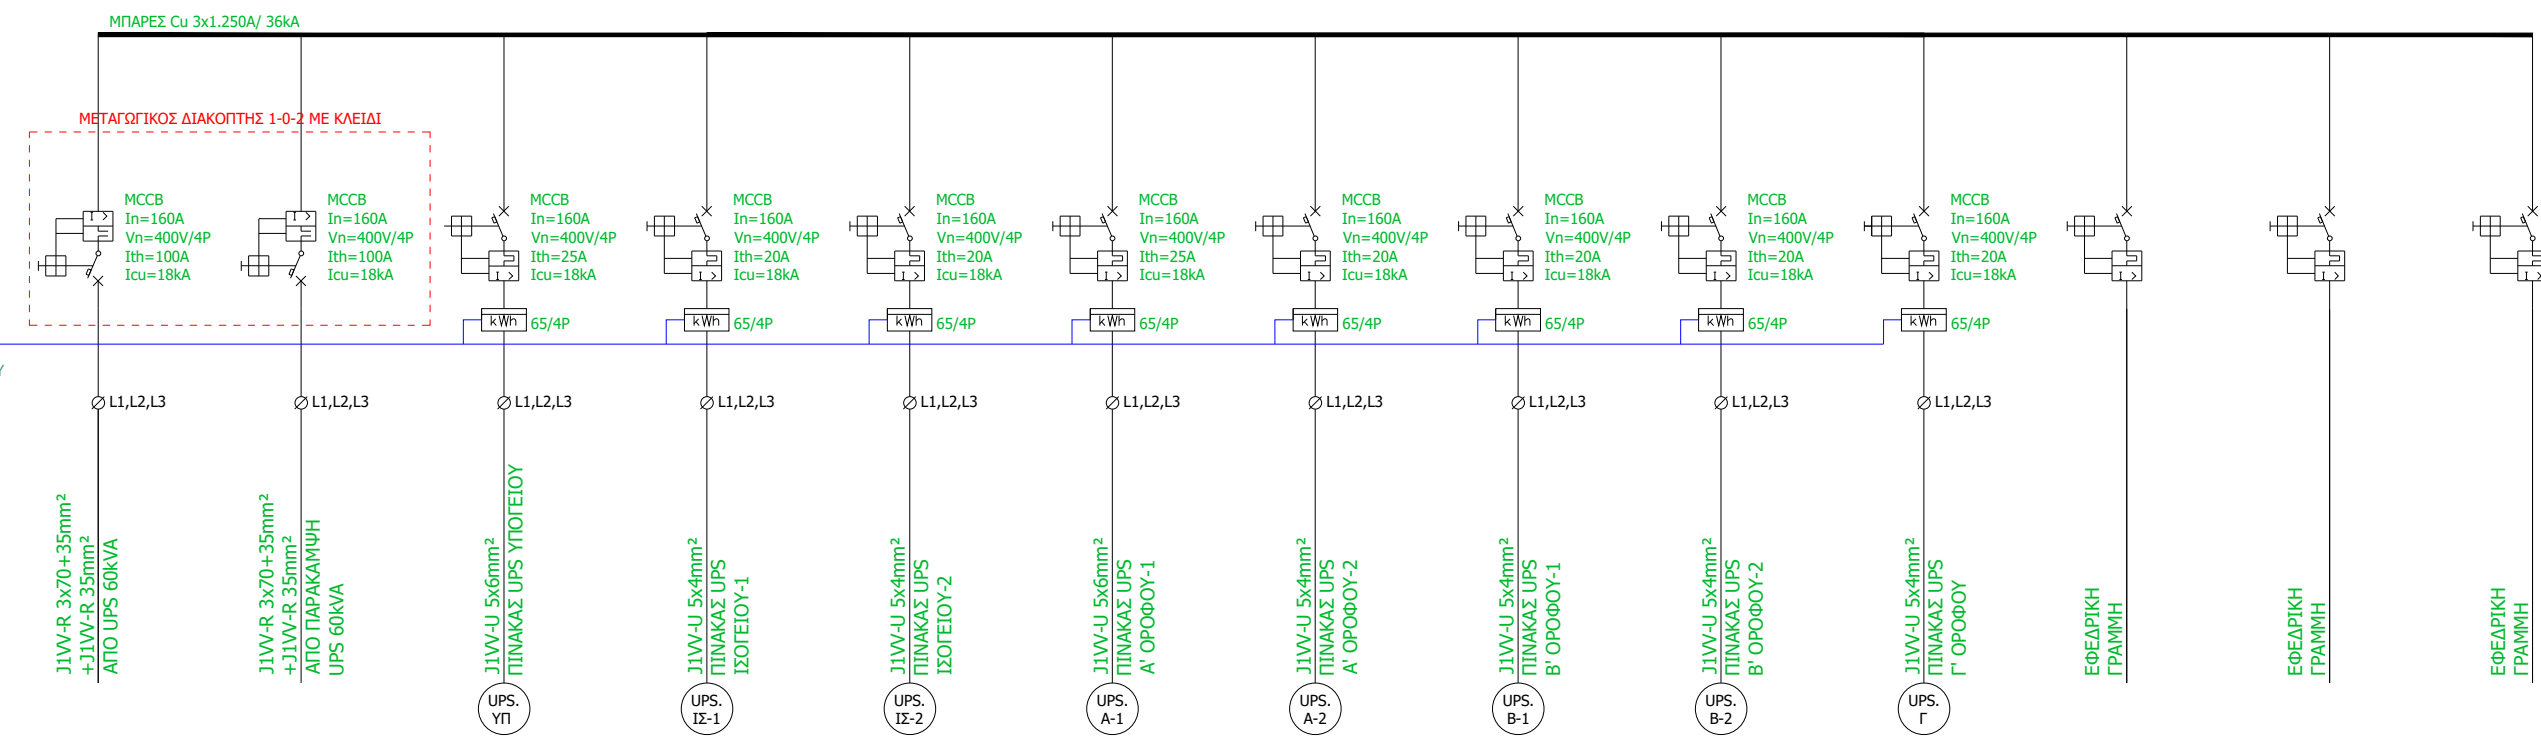 ΜΠΑΡΕΣ Cu 3x1.250A/ 36kA
ΜΕΤΑΓΩΓΙΚΟΣ ΔΙΑΚΟΠΤΗΣ 1-0-2 ΜΕ ΚΛΕΙΔΙ
MCCB
In=160A
Vn=400V/4P
Ith=100A
Icu=18kA
MCCB
In=160A
Vn=400V/4P
Ith=100A
Icu=18kA
MCCB
In=160A
Vn=400V/4P
Ith=25A
Icu=18kA
MCCB
In=160A
Vn=400V/4P
Ith=20A
Icu=18kA
MCCB
In=160A
Vn=400V/4P
Ith=20A
Icu=18kA
MCCB
In=160A
Vn=400V/4P
Ith=25A
Icu=18kA
MCCB
In=160A
Vn=400V/4P
Ith=20A
Icu=18kA
MCCB
In=160A
Vn=400V/4P
Ith=20A
Icu=18kA
MCCB
In=160A
Vn=400V/4P
Ith=20A
Icu=18kA
MCCB
In=160A
Vn=400V/4P
Ith=20A
Icu=18kA
kWh 65/4P
kWh 65/4P
kWh 65/4P
kWh 65/4P
kWh 65/4P
kWh 65/4P
kWh 65/4P
kWh 65/4P
L1,L2,L3
L1,L2,L3
L1,L2,L3
L1,L2,L3
L1,L2,L3
L1,L2,L3
L1,L2,L3
L1,L2,L3
L1,L2,L3
L1,L2,L3
J1VV-R 3x70+35mm²
+J1VV-R 35mm²
ΑΠΟ UPS 60kVA
J1VV-R 3x70+35mm²
+J1VV-R 35mm²
ΑΠΟ ΠΑΡΑΚΑΜΨΗ
UPS 60kVA
J1VV-U 5x6mm²
ΠΙΝΑΚΑΣ UPS ΥΠΟΓΕΙΟΥ
J1VV-U 5x4mm²
ΠΙΝΑΚΑΣ UPS
ΙΣΟΓΕΙΟΥ-1
J1VV-U 5x4mm²
ΠΙΝΑΚΑΣ UPS
ΙΣΟΓΕΙΟΥ-2
J1VV-U 5x6mm²
ΠΙΝΑΚΑΣ UPS
Α' ΟΡΟΦΟΥ-1
J1VV-U 5x4mm²
ΠΙΝΑΚΑΣ UPS
Α' ΟΡΟΦΟΥ-2
J1VV-U 5x4mm²
ΠΙΝΑΚΑΣ UPS
Β' ΟΡΟΦΟΥ-1
J1VV-U 5x4mm²
ΠΙΝΑΚΑΣ UPS
Β' ΟΡΟΦΟΥ-2
J1VV-U 5x4mm²
ΠΙΝΑΚΑΣ UPS
Γ' ΟΡΟΦΟΥ
ΕΦΕΔΡΙΚΗ
ΓΡΑΜΜΗ
ΕΦΕΔΡΙΚΗ
ΓΡΑΜΜΗ
ΕΦΕΔΡΙΚΗ
ΓΡΑΜΜΗ
UPS.
ΥΠ
UPS.
ΙΣ-1
UPS.
ΙΣ-2
UPS.
Α-1
UPS.
Α-2
UPS.
Β-1
UPS.
Β-2
UPS.
Γ